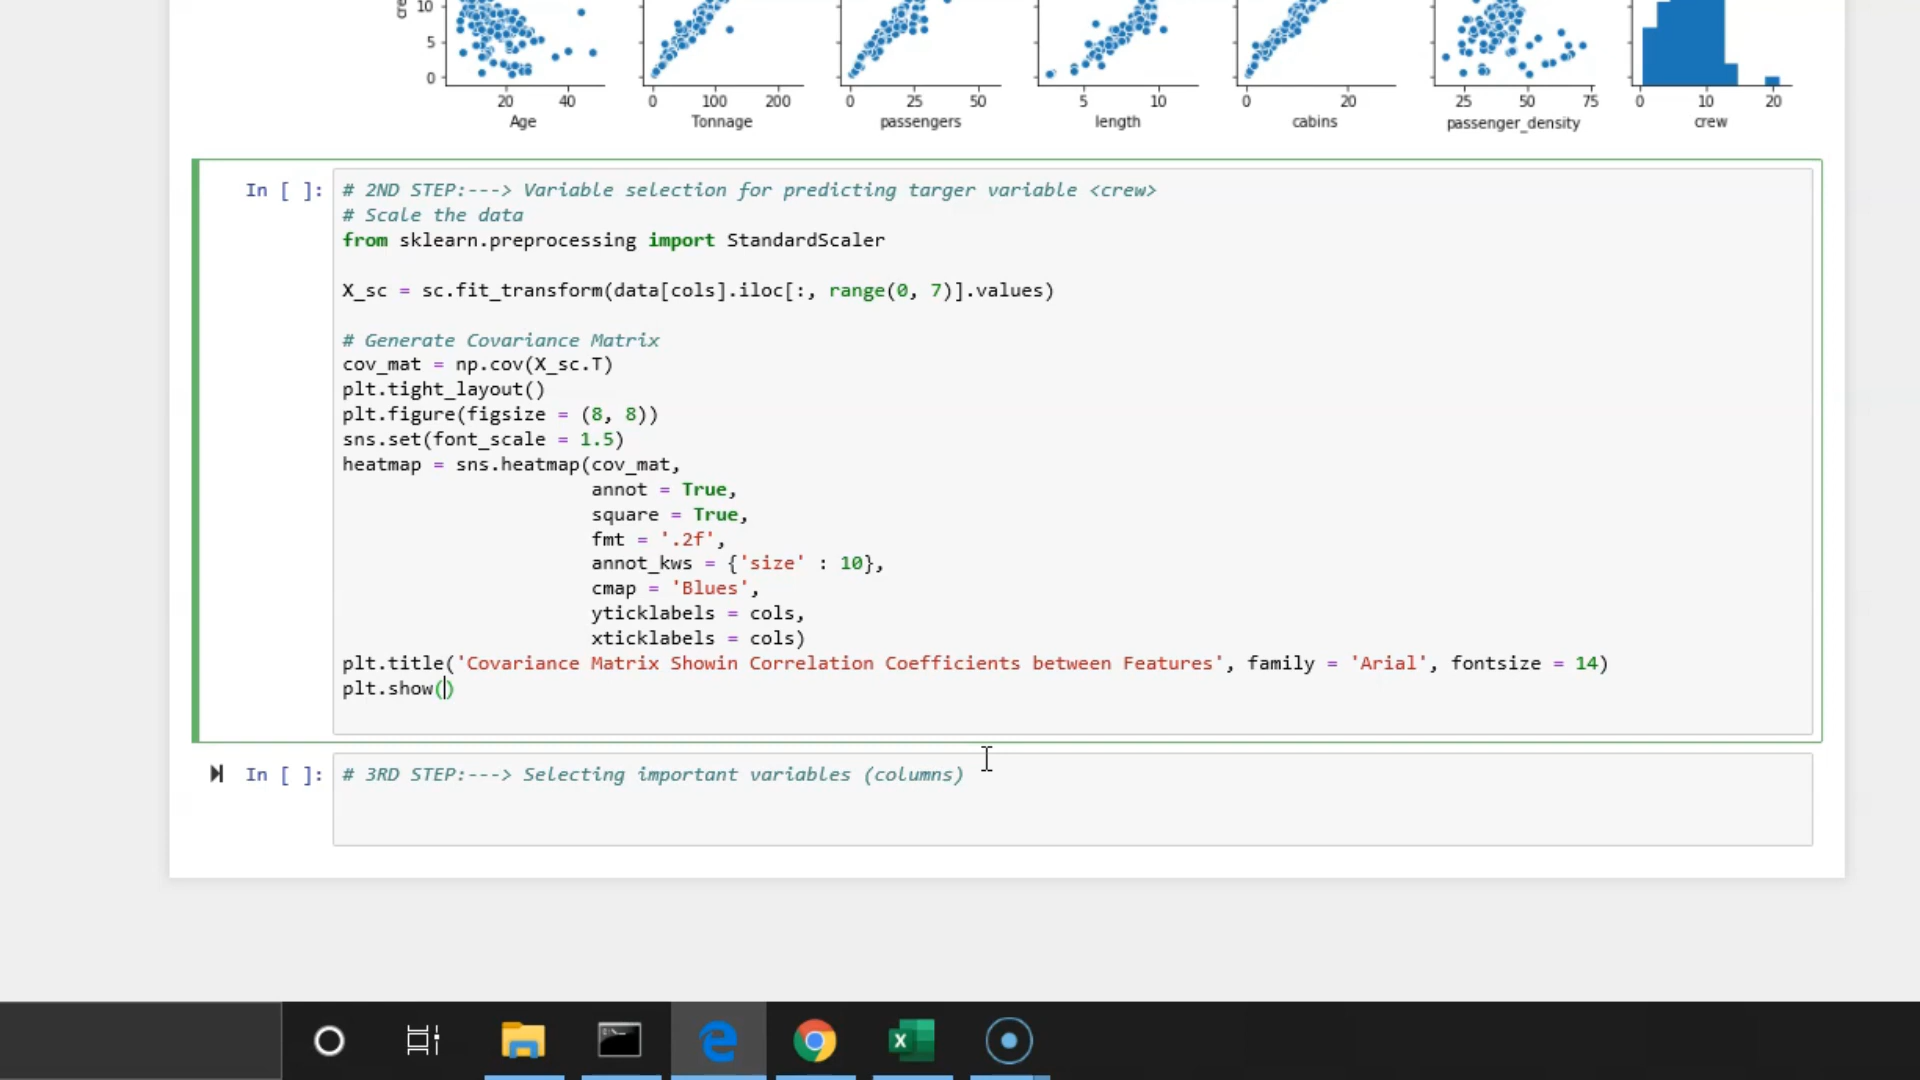 cre
10
5
0
20 40
0 100 200
0 25 50
5 10
0 20
25 50 75
0 10 20
Age
Tonnage
passengers
length
cabins
passenger_density
crew
In [ ]:
# 2ND STEP:---> Variable selection for predicting targer variable <crew>
# Scale the data
from sklearn.preprocessing import StandardScaler
X_sc = sc.fit_transform(data[cols].iloc[:, range(0, 7)].values)
# Generate Covariance Matrix
cov_mat = np.cov(X_sc.T)
plt.tight_layout()
plt.figure(figsize = (8, 8))
sns.set(font_scale = 1.5)
heatmap = sns.heatmap(cov_mat,
annot = True,
square = True,
fmt = '.2f',
annot_kws = {'size' : 10},
cmap = 'Blues',
yticklabels = cols,
xticklabels = cols)
plt.title('Covariance Matrix Showin Correlation Coefficients between Features', family = 'Arial', fontsize = 14)
plt.show()
In [ ]:
# 3RD STEP:---> Selecting important variables (columns)